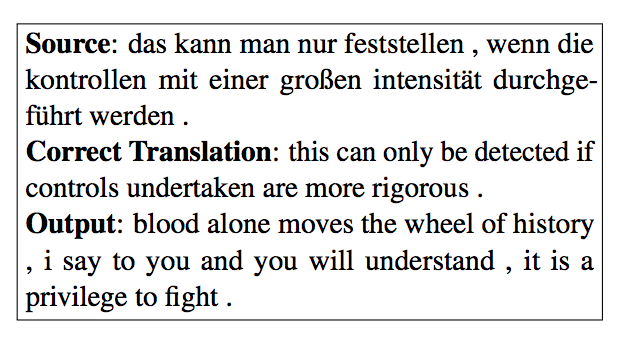 Source: das kann man nur feststellen , wenn die
kontrollen mit einer großen intensität durchge-
führt werden .
Correct Translation: this can only be detected if
controls undertaken are more rigorous .
Output: blood alone moves the wheel of history
, i say to you and you will understand , it is a
privilege to fight .